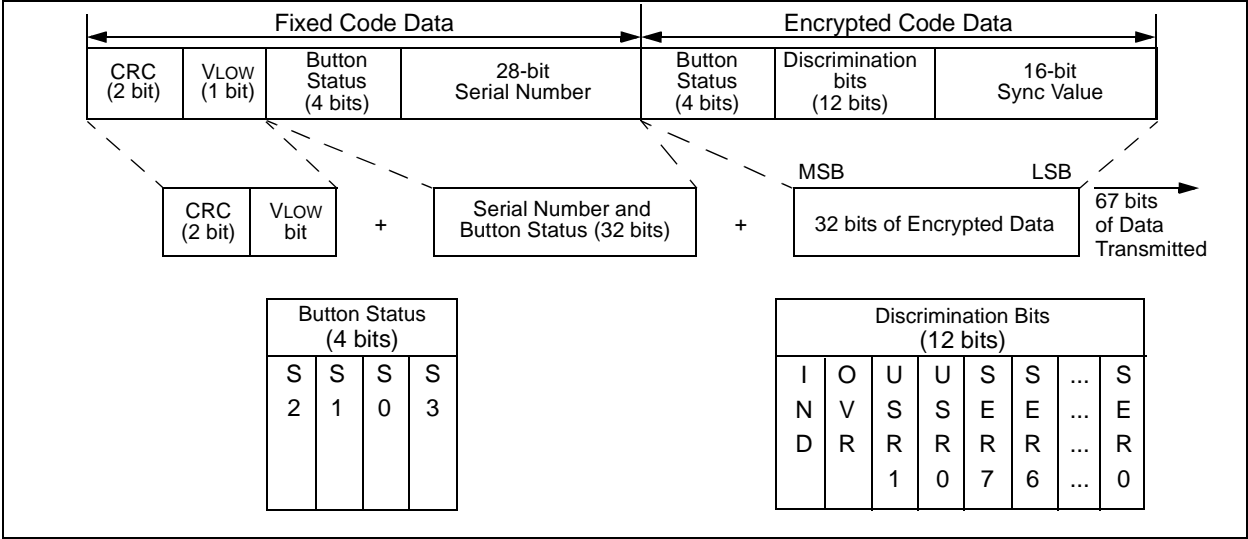 Fixed Code Data
Encrypted Code Data
CRC
(2 bit)
VLOW
(1 bit)
Button
Status
(4 bits)
28-bit
Serial Number
Button
Status
(4 bits)
Discrimination
bits
(12 bits)
16-bit
Sync Value
MSB
LSB
CRC
(2 bit)
VLOW
bit
+
Serial Number and
Button Status (32 bits)
+
32 bits of Encrypted Data
67 bits
of Data
Transmitted
Button Status
(4 bits)
S S S S
2 1 0 3
Discrimination Bits
(12 bits)
I O U U S S ... S
N V S S E E ... E
D R R R R R ... R
1 0 7 6 ... 0